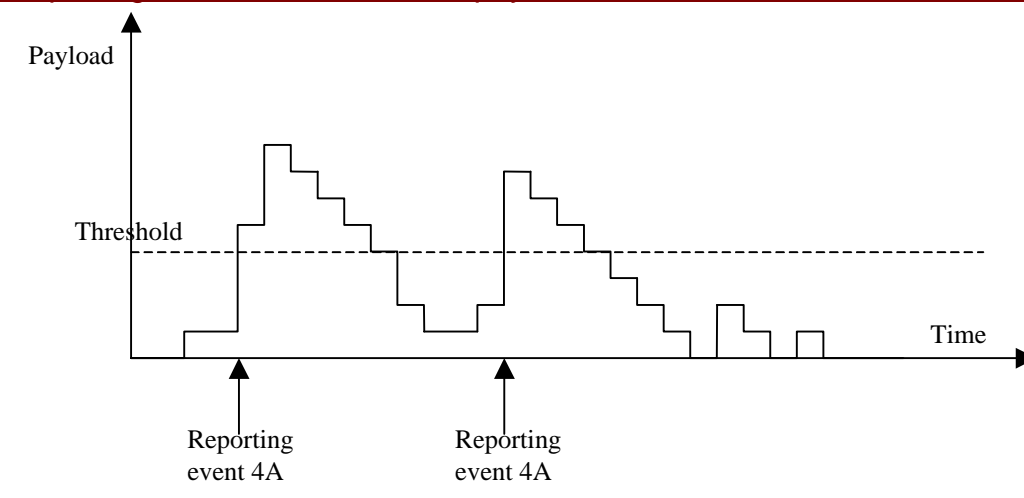 Payload
Threshold
Time
Reporting
event 4A
Reporting
event 4A